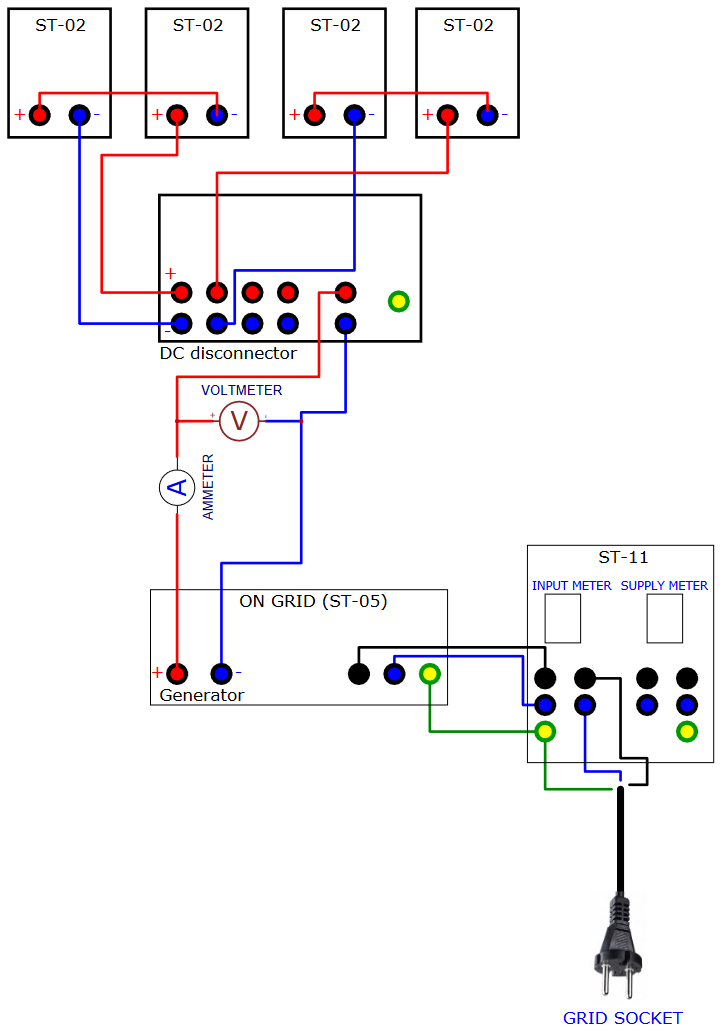 ST-02 ST-02 ST-02 ST-02
+ - + - + - + -
+
-
DC disconnector
VOLTMETER
+ V -
A
AMMETER
ST-11
INPUT METER SUPPLY METER
ON GRID (ST-05)
+ -
Generator
GRID SOCKET